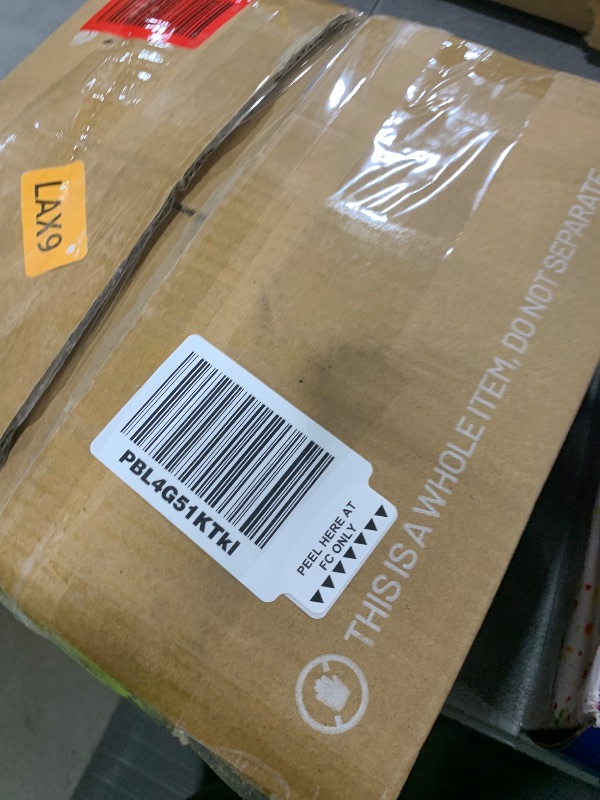 LAX9
PBL4G51KTkI
PEEL HERE AT
FC ONLY
THIS IS A WHOLE ITEM, DO NOT SEPARATE